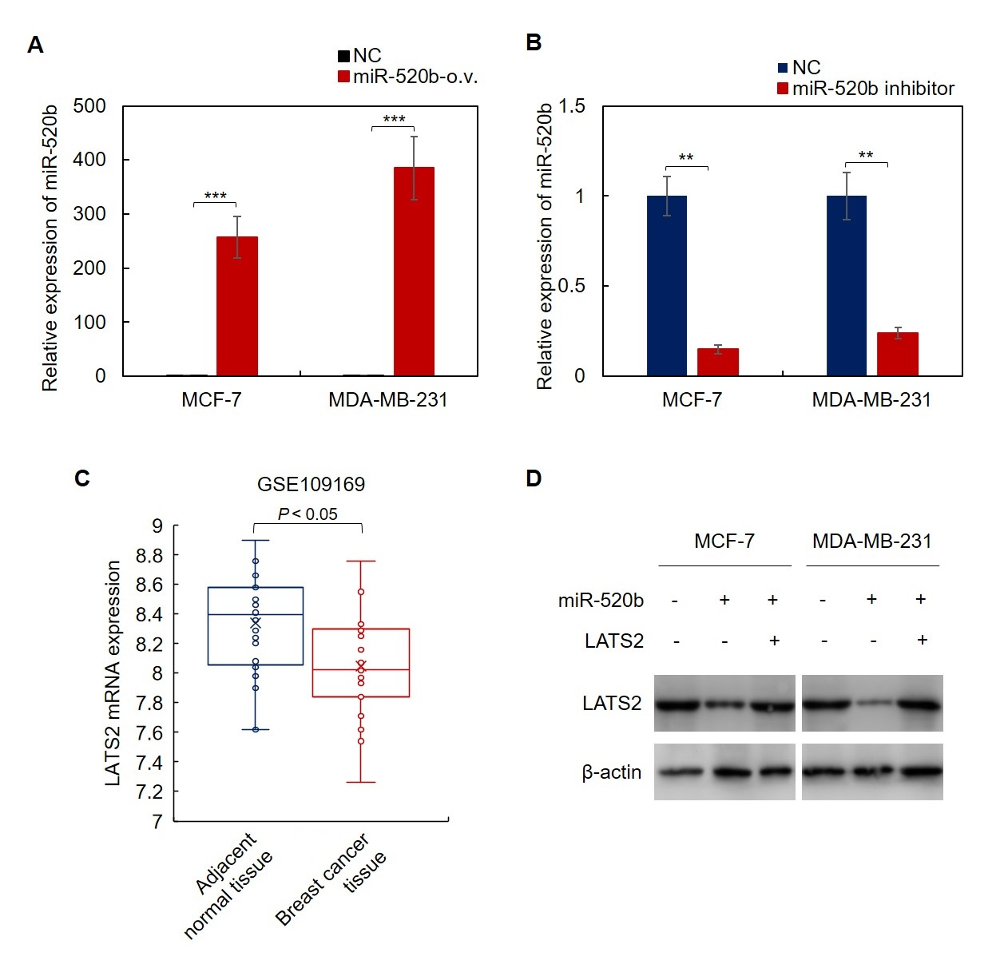 A
NC
miR-520b-o.v.
Relative expression of miR-520b
500
400
300
200
100
0
***
***
MCF-7
MDA-MB-231
B
NC
miR-520b inhibitor
Relative expression of miR-520b
1.5
1
0.5
0
**
**
MCF-7
MDA-MB-231
C
GSE109169
P < 0.05
LATS2 mRNA expression
9
8.8
8.6
8.4
8.2
8
7.8
7.6
7.4
7.2
7
Adjacent
normal tissue
Breast cancer
tissue
D
MCF-7 MDA-MB-231
miR-520b - + + - + +
LATS2 - - + - - +
LATS2
β-actin